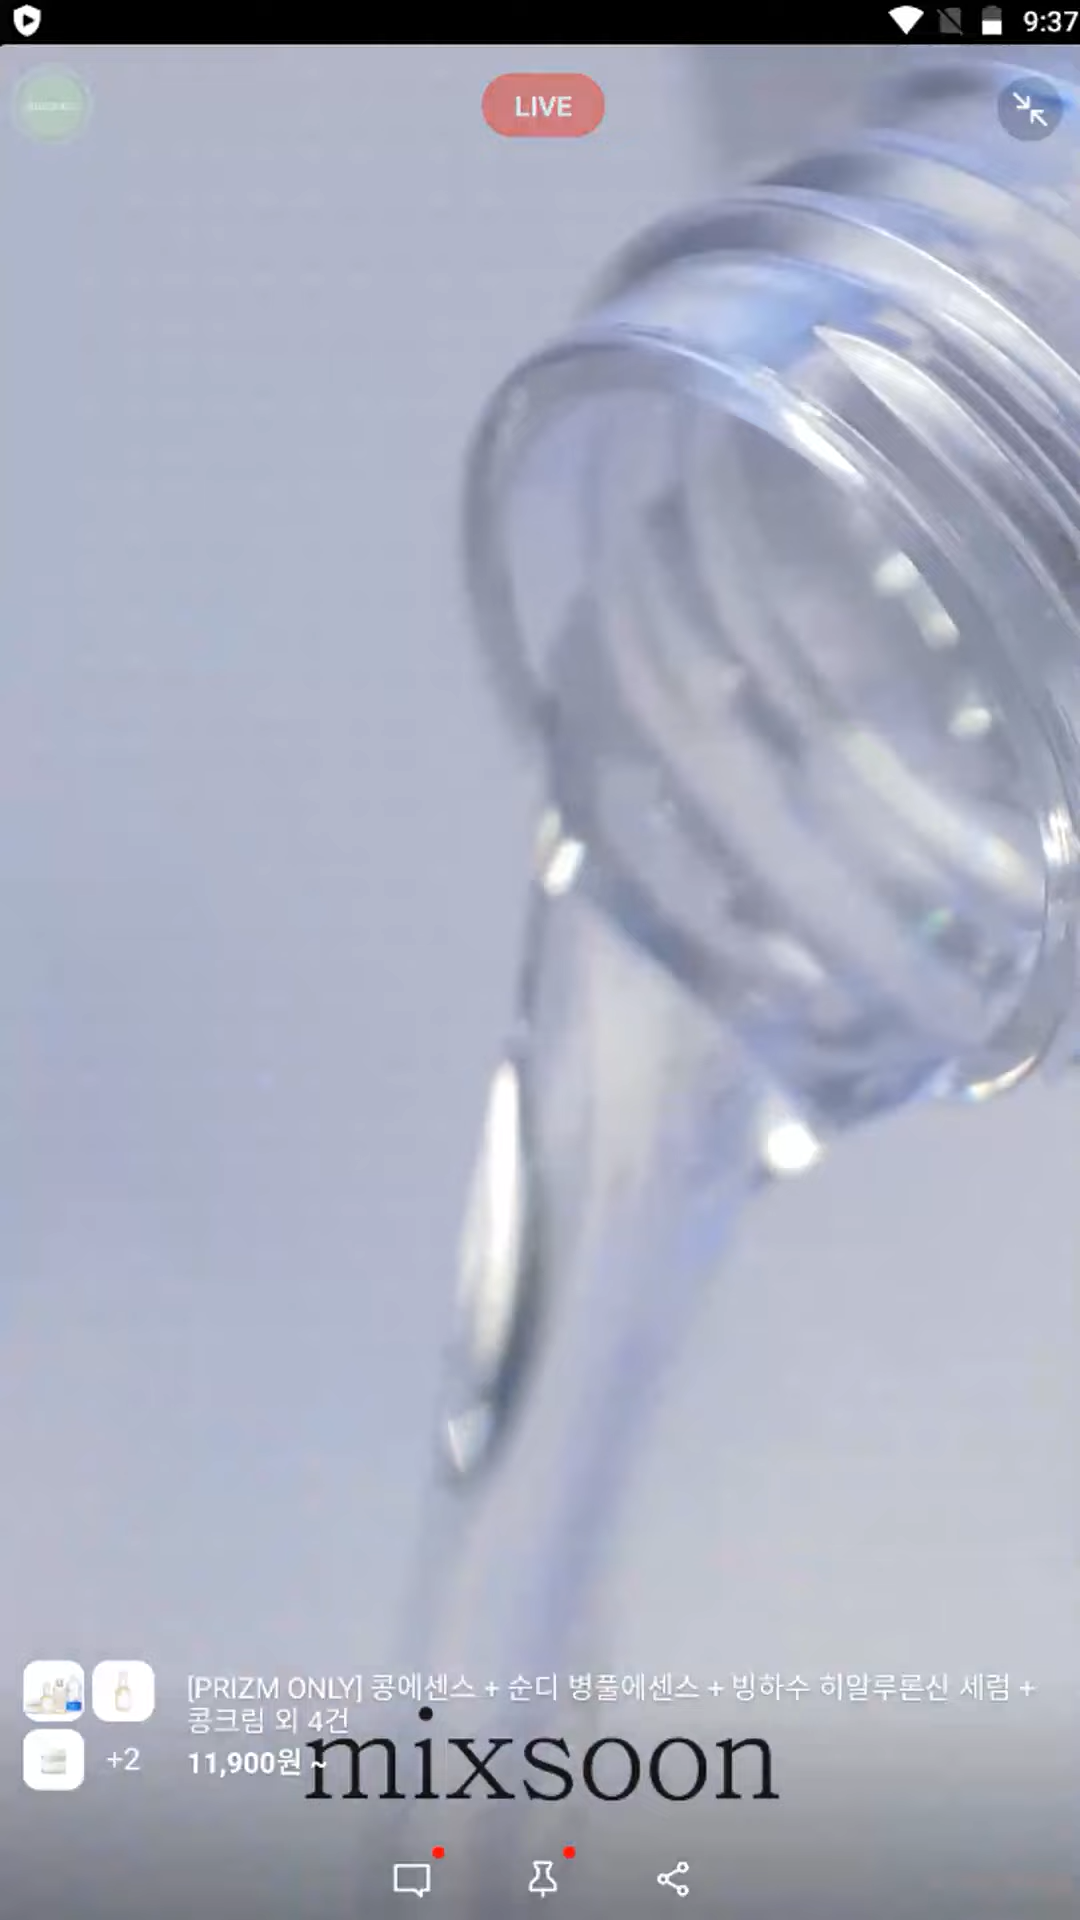 9:37
LIVE
[PRIZM ONLY] 콩에센스 + 순디 병풀에센스 + 빙하수 히알루론신 세럼 +
콩크림 외 4건
+2
11,900원 ~
mixsoon